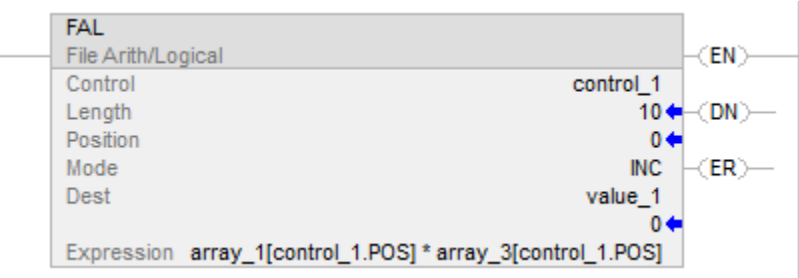 FAL
File Arith/Logical
(EN)
Control control_1
Length 10 (DN)
Position 0
Mode INC (ER)
Dest value_1
0
Expression array_1[control_1.POS] * array_3[control_1.POS]